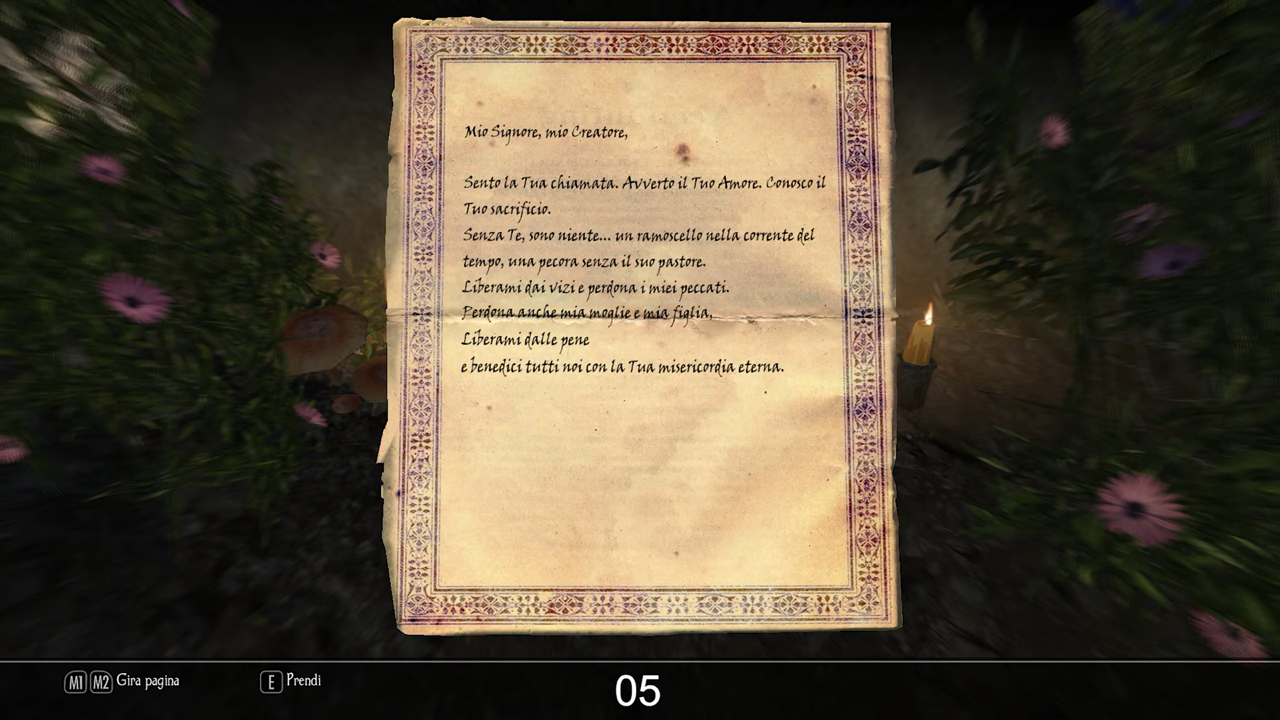 Mio Signore, mio Creatore,
Sento la Tua chiamata. Avverto il Tuo Amore. Conosco il
Tuo sacrificio.
Senza Te, sono niente... un ramoscello nella corrente del
tempo, una pecora senza il suo pastore.
Liberami dai vizi e perdona i miei peccati.
Perdona anche mia moglie e mia figlia,
Liberami dalle pene
e benedici tutti noi con la Tua misericordia eterna.
M1 M2 Gira pagina E Prendi
05